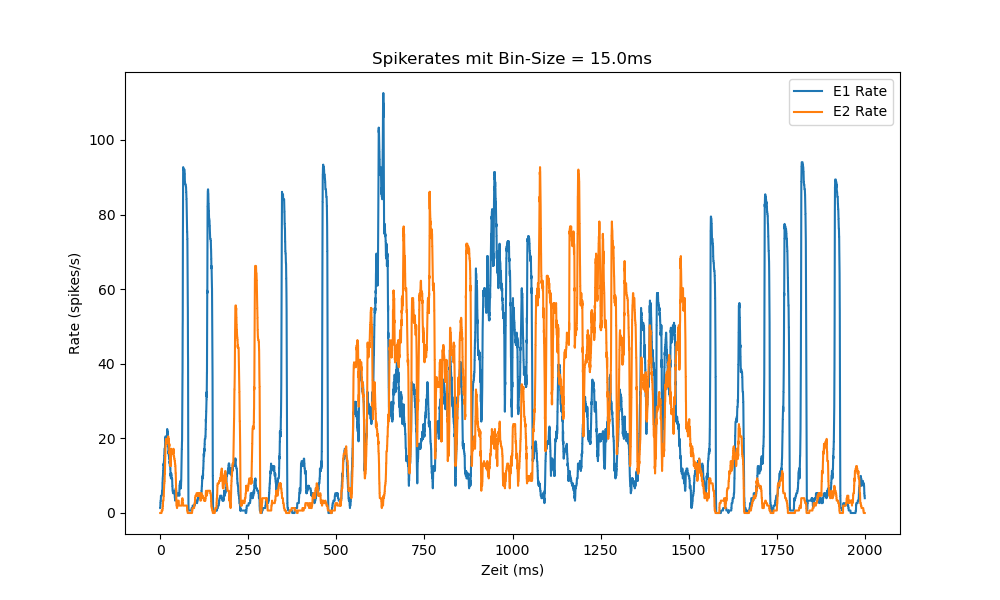 Spikerates mit Bin-Size = 15.0ms
E1 Rate
E2 Rate
Rate (spikes/s)
100
80
60
40
20
0
0 250 500 750 1000 1250 1500 1750 2000
Zeit (ms)